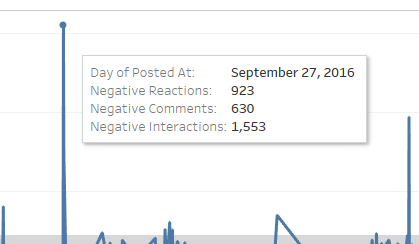 Day of Posted At: September 27, 2016
Negative Reactions: 923
Negative Comments: 630
Negative Interactions: 1,553